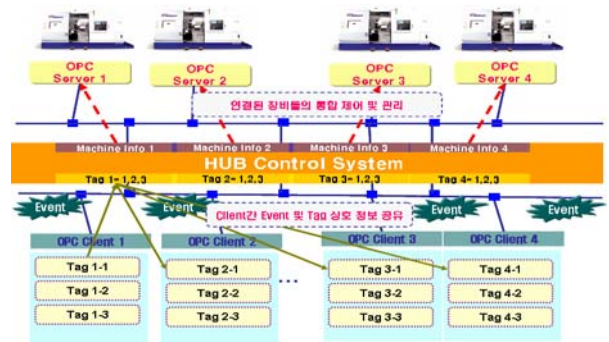 OPC Server 1
OPC Server 2
OPC Server 3
OPC Server 4
연결된 장비들의 통합 제어 및 관리
Machine Info 1
Machine Info 2
Machine Info 3
Machine Info 4
HUB Control System
Tag 1- 1,2,3
Tag 2- 1,2,3
Tag 3- 1,2,3
Tag 4- 1,2,3
Event
Event
Event
Event
Client간 Event 및 Tag 상호 정보 공유
OPC Client 1
OPC Client 2
OPC Client 3
OPC Client 4
Tag 1-1
Tag 2-1
Tag 3-1
Tag 4-1
...
Tag 1-2
Tag 2-2
Tag 3-2
Tag 4-2
Tag 1-3
Tag 2-3
Tag 3-3
Tag 4-3